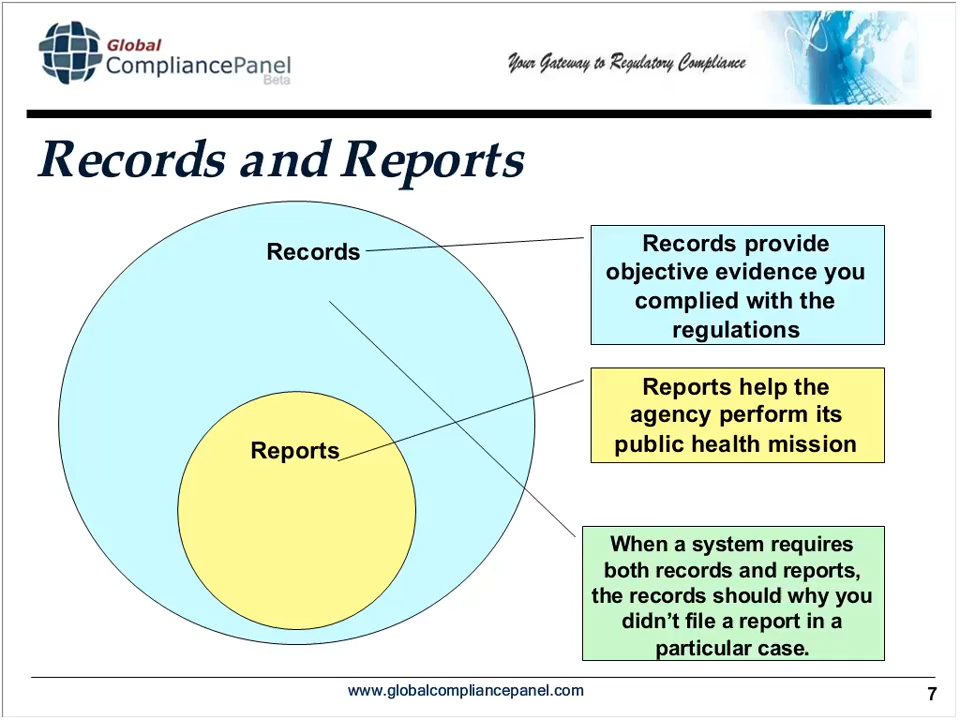 Global
CompliancePanel
Beta
Your Gateway to Regulatory Compliance
Records and Reports
Records
Reports
Records provide
objective evidence you
complied with the
regulations
Reports help the
agency perform its
public health mission
When a system requires
both records and reports,
the records should why you
didn't file a report in a
particular case.
www.globalcompliancepanel.com
7